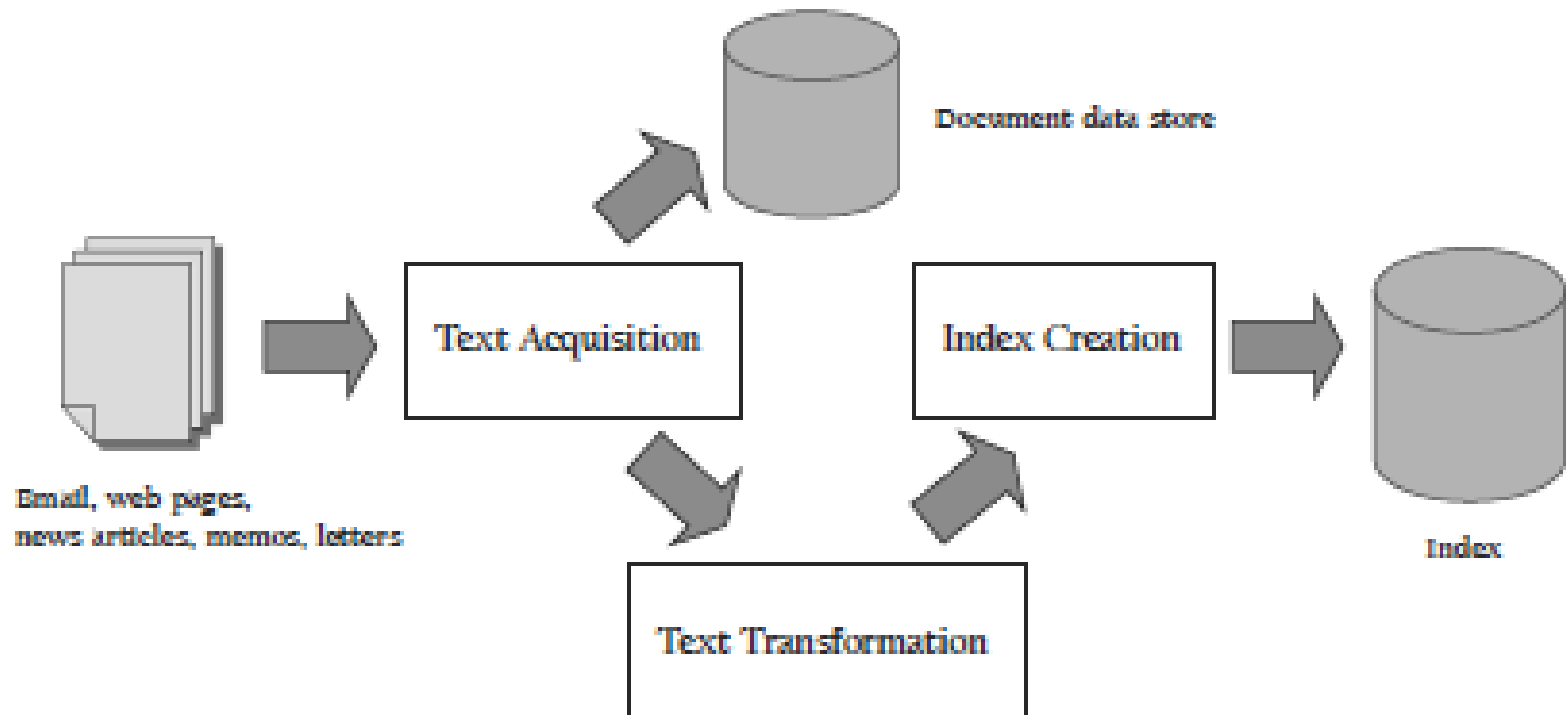 Document data store
Text Acquisition
Index Creation
Email, web pages,
news articles, memos, letters
Index
Text Transformation